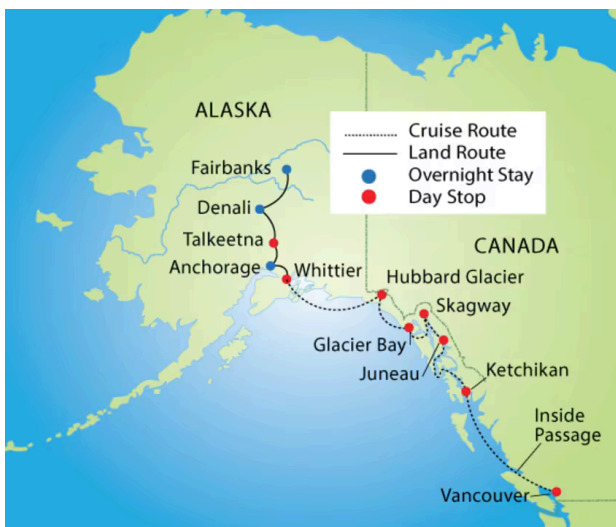 ALASKA
Cruise Route
Land Route
Overnight Stay
Day Stop
Fairbanks
Denali
Talkeetna
CANADA
Anchorage
Whittier
Hubbard Glacier
Skagway
Glacier Bay
Juneau
Ketchikan
Inside
Passage
Vancouver